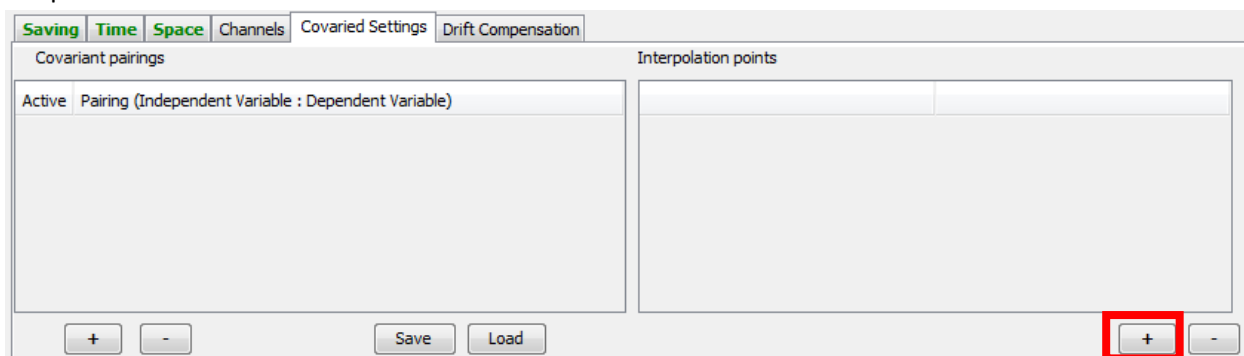 Saving Time Space Channels Covaried Settings Drift Compensation
Covariant pairings Interpolation points
Active Pairing (Independent Variable : Dependent Variable)
+ - Save Load + -